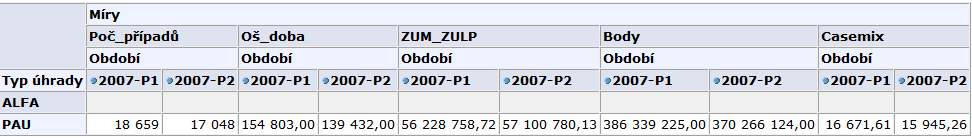 Míry
Poč_případů Oš_doba ZUM_ZULP Body Casemix
Období Období Období Období Období
Typ úhrady 2007-P1 2007-P2 2007-P1 2007-P2 2007-P1 2007-P2 2007-P1 2007-P2 2007-P1 2007-P2
ALFA
PAU 18 659 17 048 154 803,00 139 432,00 56 228 758,72 57 100 780,13 386 339 225,00 370 266 124,00 16 671,61 15 945,26